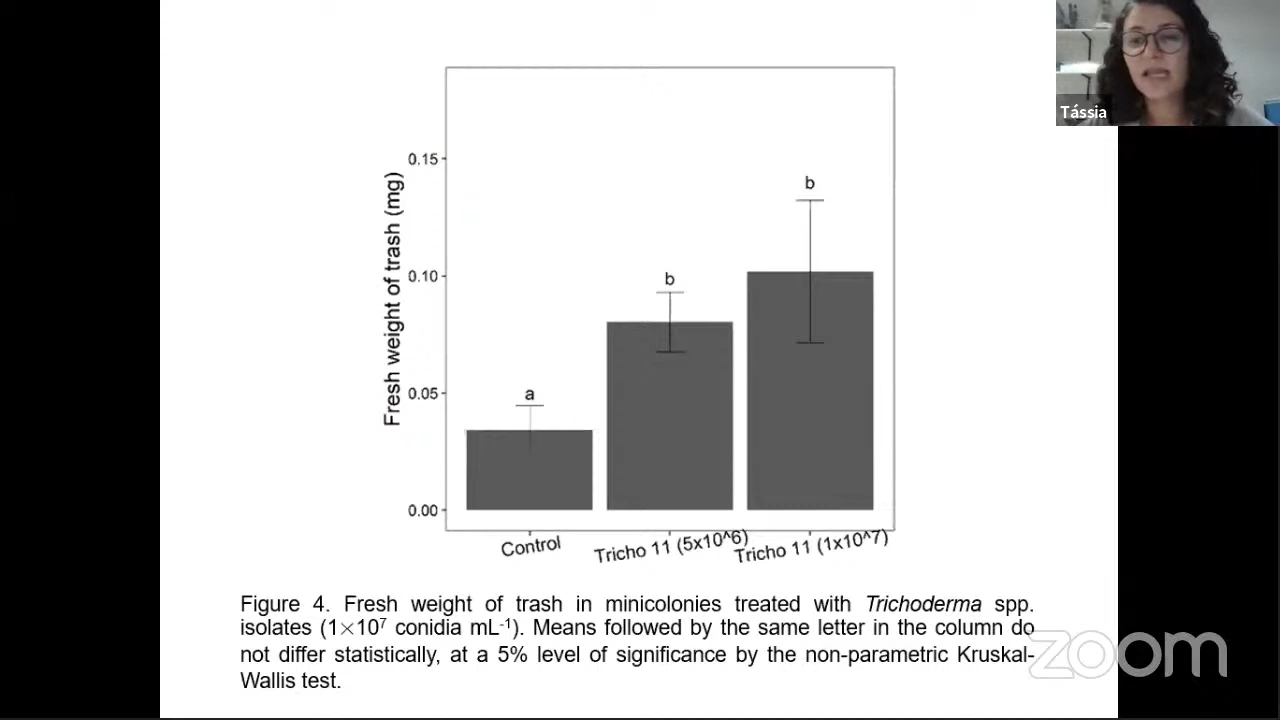 Tássia
0.15
b
Fresh weight of trash (mg)
0.10
b
0.05
a
0.00
Control
Tricho 11 (5x10^6)
Tricho 11 (1x10^7)
Figure 4. Fresh weight of trash in minicolonies treated with Trichoderma spp.
isolates (1×10⁷ conidia mL⁻¹). Means followed by the same letter in the column do
not differ statistically, at a 5% level of significance by the non-parametric Kruskal-
Wallis test.
zoom